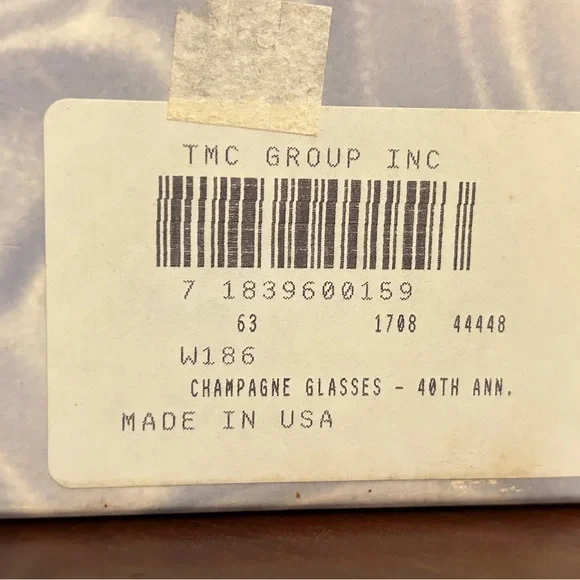 TMC GROUP INC
7 1839600159
63 1708 44448
W186
CHAMPAGNE GLASSES - 40TH ANN.
MADE IN USA